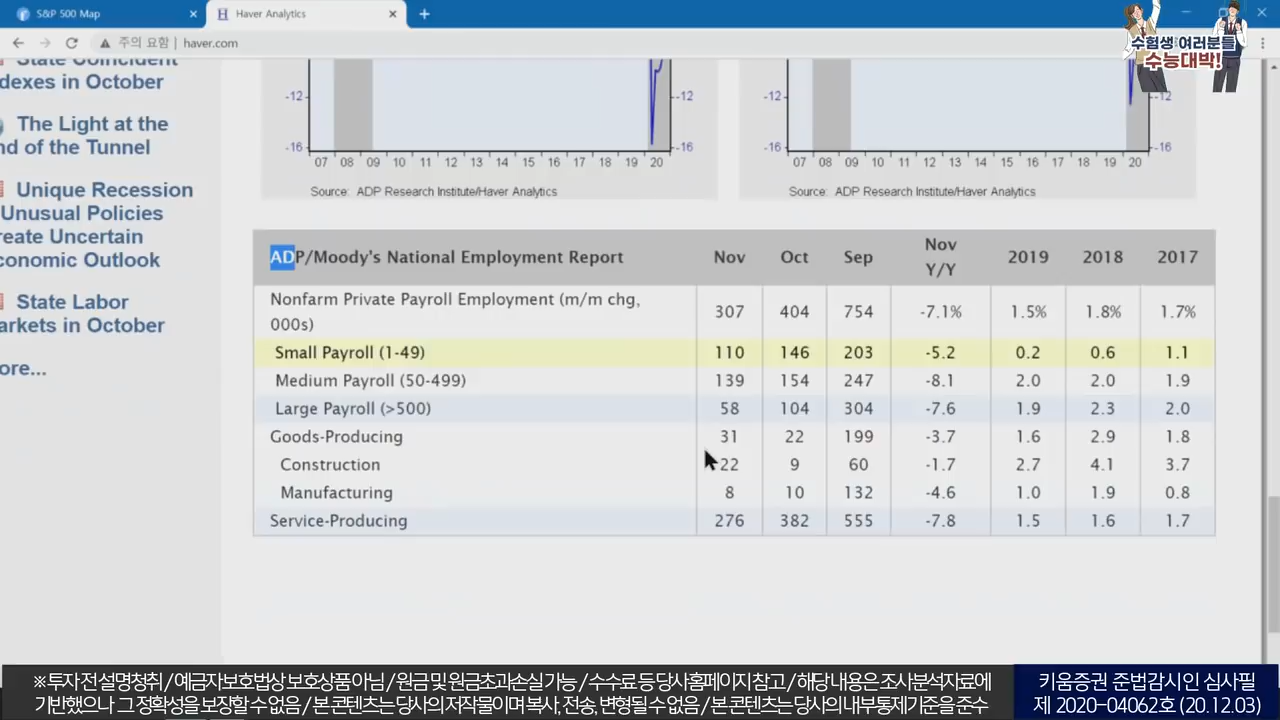 S&P 500 Map
Haver Analytics
주의 요함 | haver.com
수험생 여러분들
수능대박!
State Coincident
dexes in October
The Light at the
nd of the Tunnel
Unique Recession
Unusual Policies
reate Uncertain
conomic Outlook
State Labor
arkets in October
ore...
-12 -12 -12 -12
-16 -16 -16 -16
07 08 09 10 11 12 13 14 15 16 17 18 19 20 07 08 09 10 11 12 13 14 15 16 17 18 19 20
Source: ADP Research Institute/Haver Analytics Source: ADP Research Institute/Haver Analytics
ADP/Moody's National Employment Report Nov Oct Sep Nov Y/Y 2019 2018 2017
Nonfarm Private Payroll Employment (m/m chg, 000s) 307 404 754 -7.1% 1.5% 1.8% 1.7%
Small Payroll (1-49) 110 146 203 -5.2 0.2 0.6 1.1
Medium Payroll (50-499) 139 154 247 -8.1 2.0 2.0 1.9
Large Payroll (>500) 58 104 304 -7.6 1.9 2.3 2.0
Goods-Producing 31 22 199 -3.7 1.6 2.9 1.8
Construction 22 9 60 -1.7 2.7 4.1 3.7
Manufacturing 8 10 132 -4.6 1.0 1.9 0.8
Service-Producing 276 382 555 -7.8 1.5 1.6 1.7
※ 투자 전 설명청취 / 예금자보호법상 보호상품 아님 / 원금 및 원금초과손실 가능 / 수수료 등 당사홈페이지 참고 / 해당 내용은 조사분석자료에
기반했으나 그 정확성을 보장할 수 없음 / 본 콘텐츠는 당사의 저작물이며 복사, 전송, 변형될 수 없음 / 본 콘텐츠는 당사의 내부통제기준을 준수
키움증권 준법감시인 심사필
제 2020-04062호 (20.12.03)